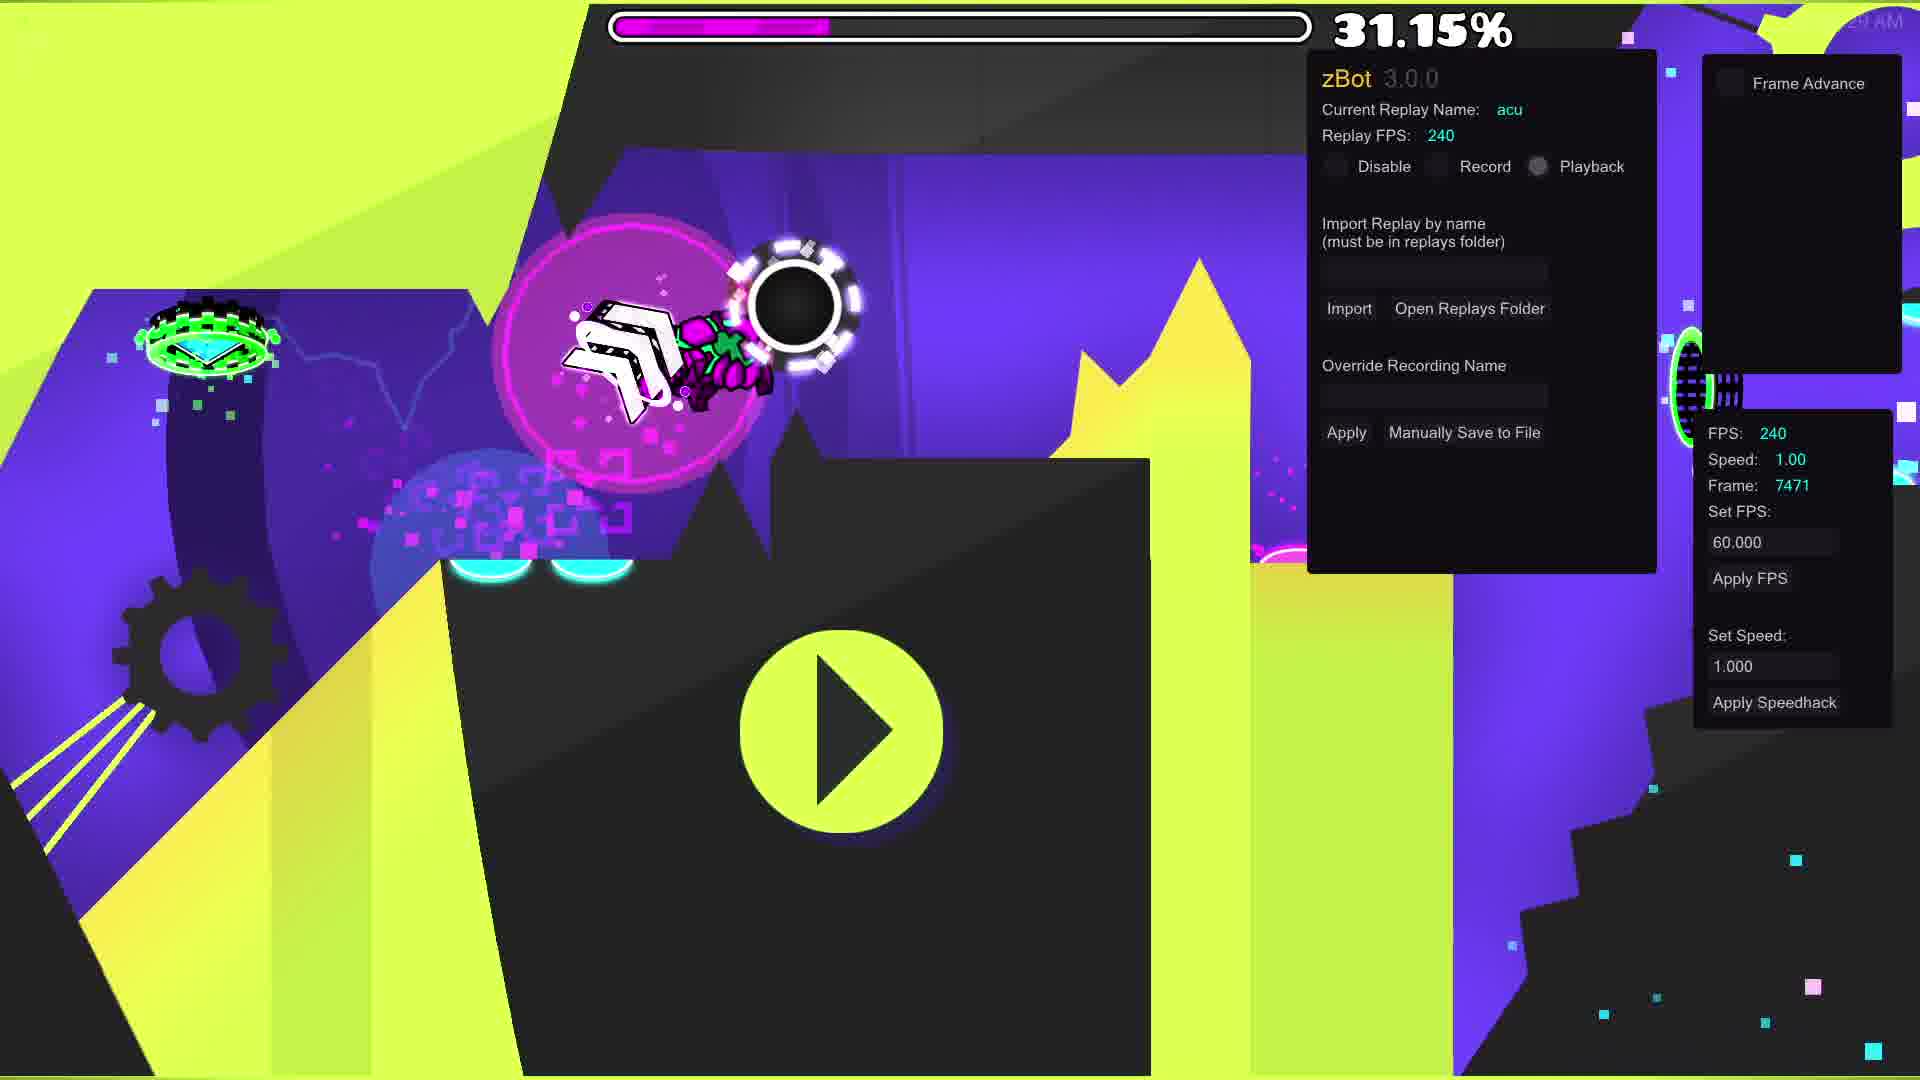 31.15%
29 AM
zBot 3.0.0
Current Replay Name: acu
Replay FPS: 240
Disable Record Playback
Import Replay by name
(must be in replays folder)
Import Open Replays Folder
Override Recording Name
Apply Manually Save to File
Frame Advance
FPS: 240
Speed: 1.00
Frame: 7471
Set FPS:
60.000
Apply FPS
Set Speed:
1.000
Apply Speedhack